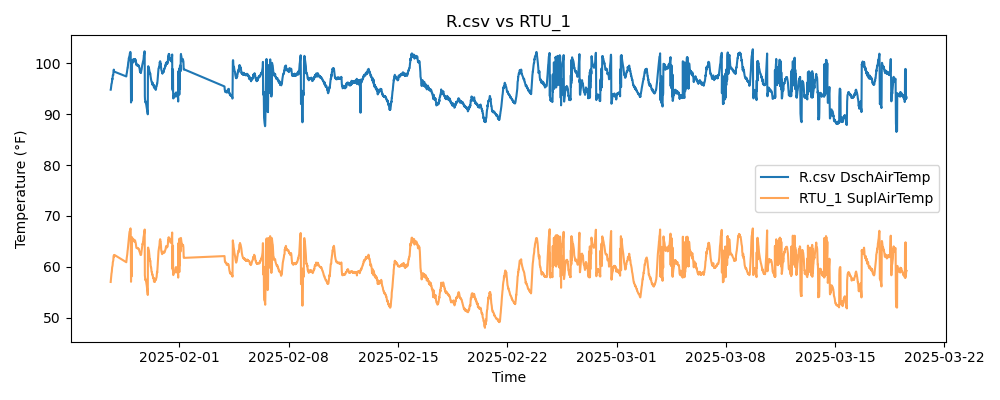 R.csv vs RTU_1
Temperature (°F)
100
90
80
70
60
50
R.csv DschAirTemp
RTU_1 SuplAirTemp
2025-02-01 2025-02-08 2025-02-15 2025-02-22 2025-03-01 2025-03-08 2025-03-15 2025-03-22
Time